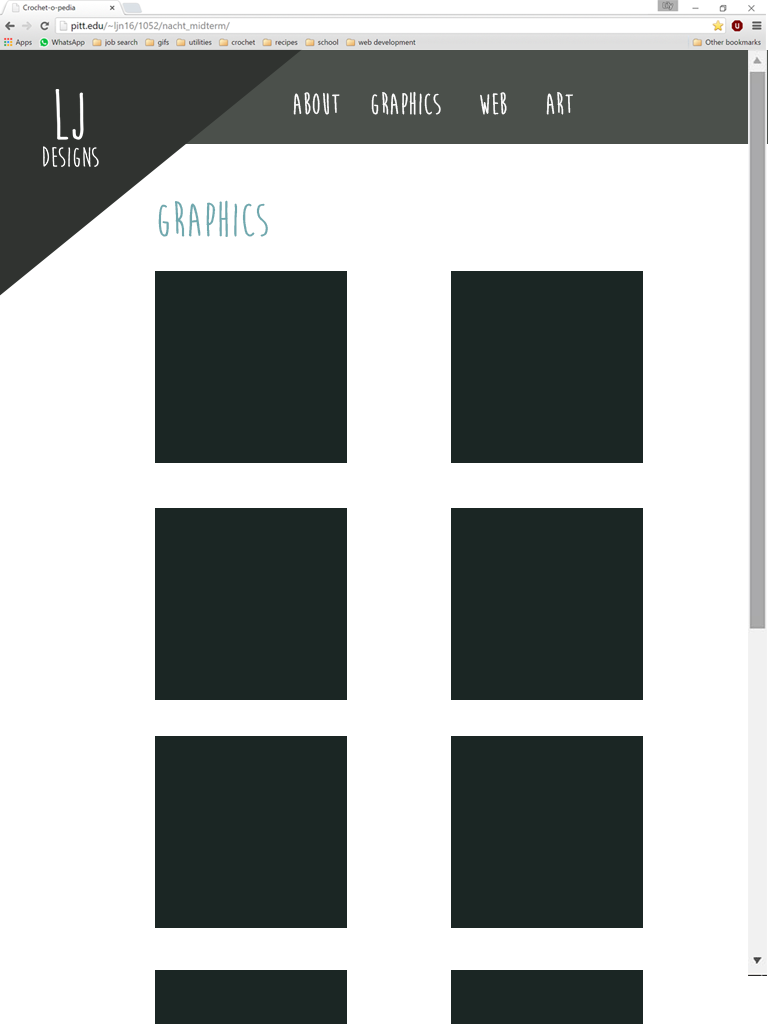 Crochet-o-pedia
Lily
pitt.edu/~ljn16/1052/nacht_midterm/
Apps WhatsApp job search gifs utilities crochet recipes school web development Other bookmarks
LJ
DESIGNS
ABOUT GRAPHICS WEB ART
GRAPHICS